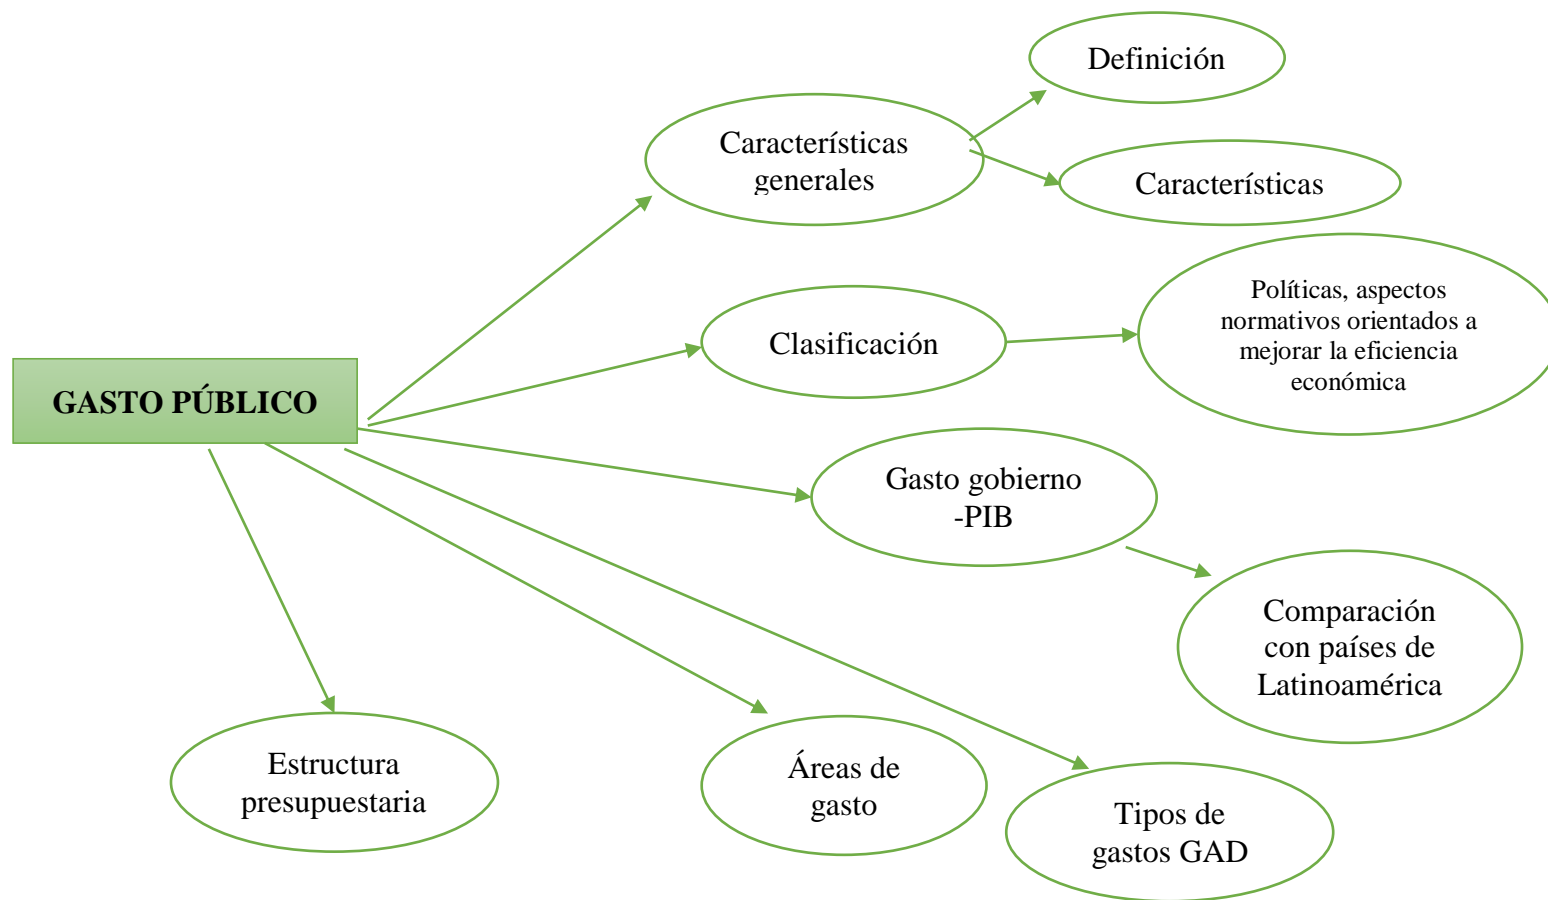 Definición
Característísticas
generales
Características
Políticas, aspectos
normativos orientados a
mejorar la eficiencia
económica
Clasificación
GASTO PÚBLICO
Gasto gobierno
-PIB
Comparación
con países de
Latinoamérica
Estructura
presupuestaria
Áreas de
gasto
Tipos de
gastos GAD